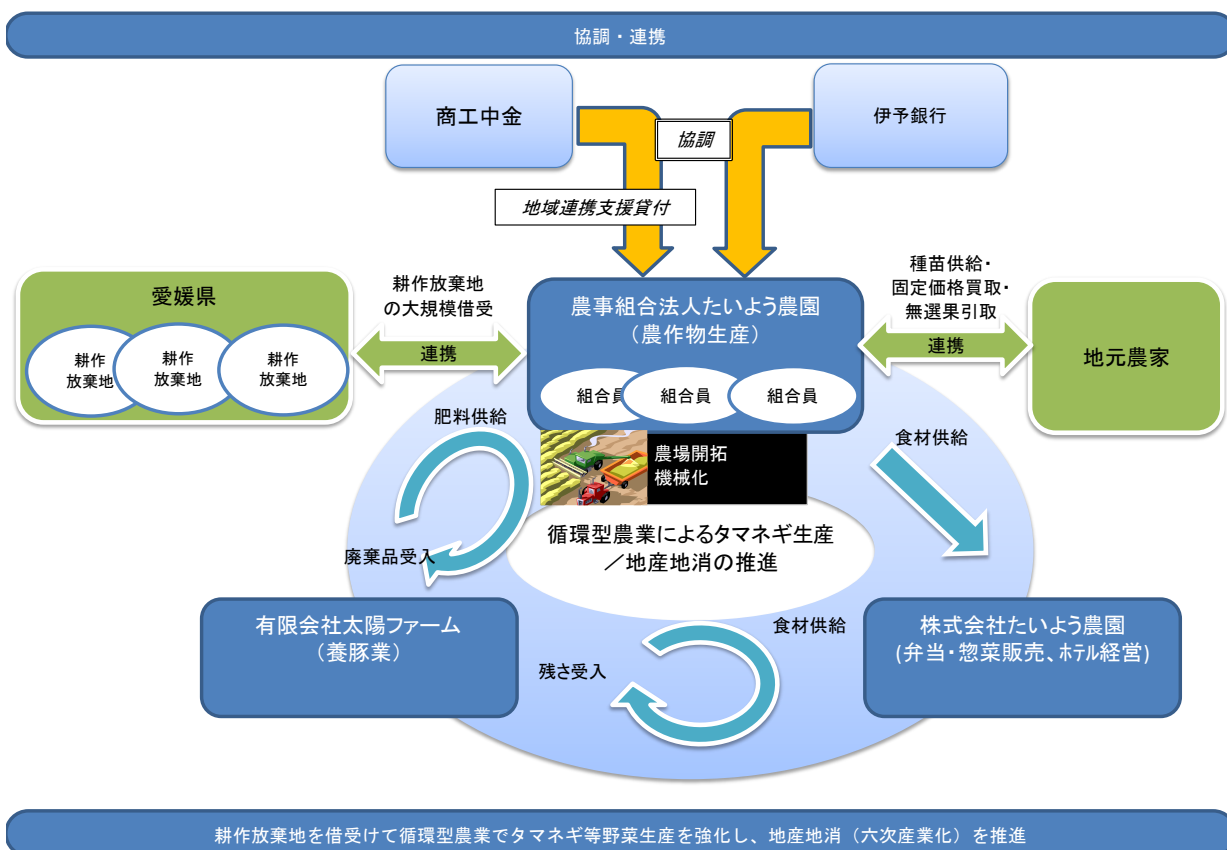 協調・連携
商工中金
伊予銀行
協調
地域連携支援貸付
愛媛県
耕作
放棄地
耕作
放棄地
耕作
放棄地
耕作放棄地
の大規模借受
連携
農事組合法人たいよう農園
（農作物生産）
組合員
組合員
組合員
種苗供給・
固定価格買取・
無選果引取
連携
地元農家
肥料供給
廃棄品受入
農場開拓
機械化
食材供給
循環型農業によるタマネギ生産
／地産地消の推進
有限会社太陽ファーム
（養豚業）
残さ受入
食材供給
株式会社たいよう農園
(弁当・惣菜販売、ﾎﾃﾙ経営)
耕作放棄地を借受けて循環型農業でタマネギ等野菜生産を強化し、地産地消（六次産業化）を推進